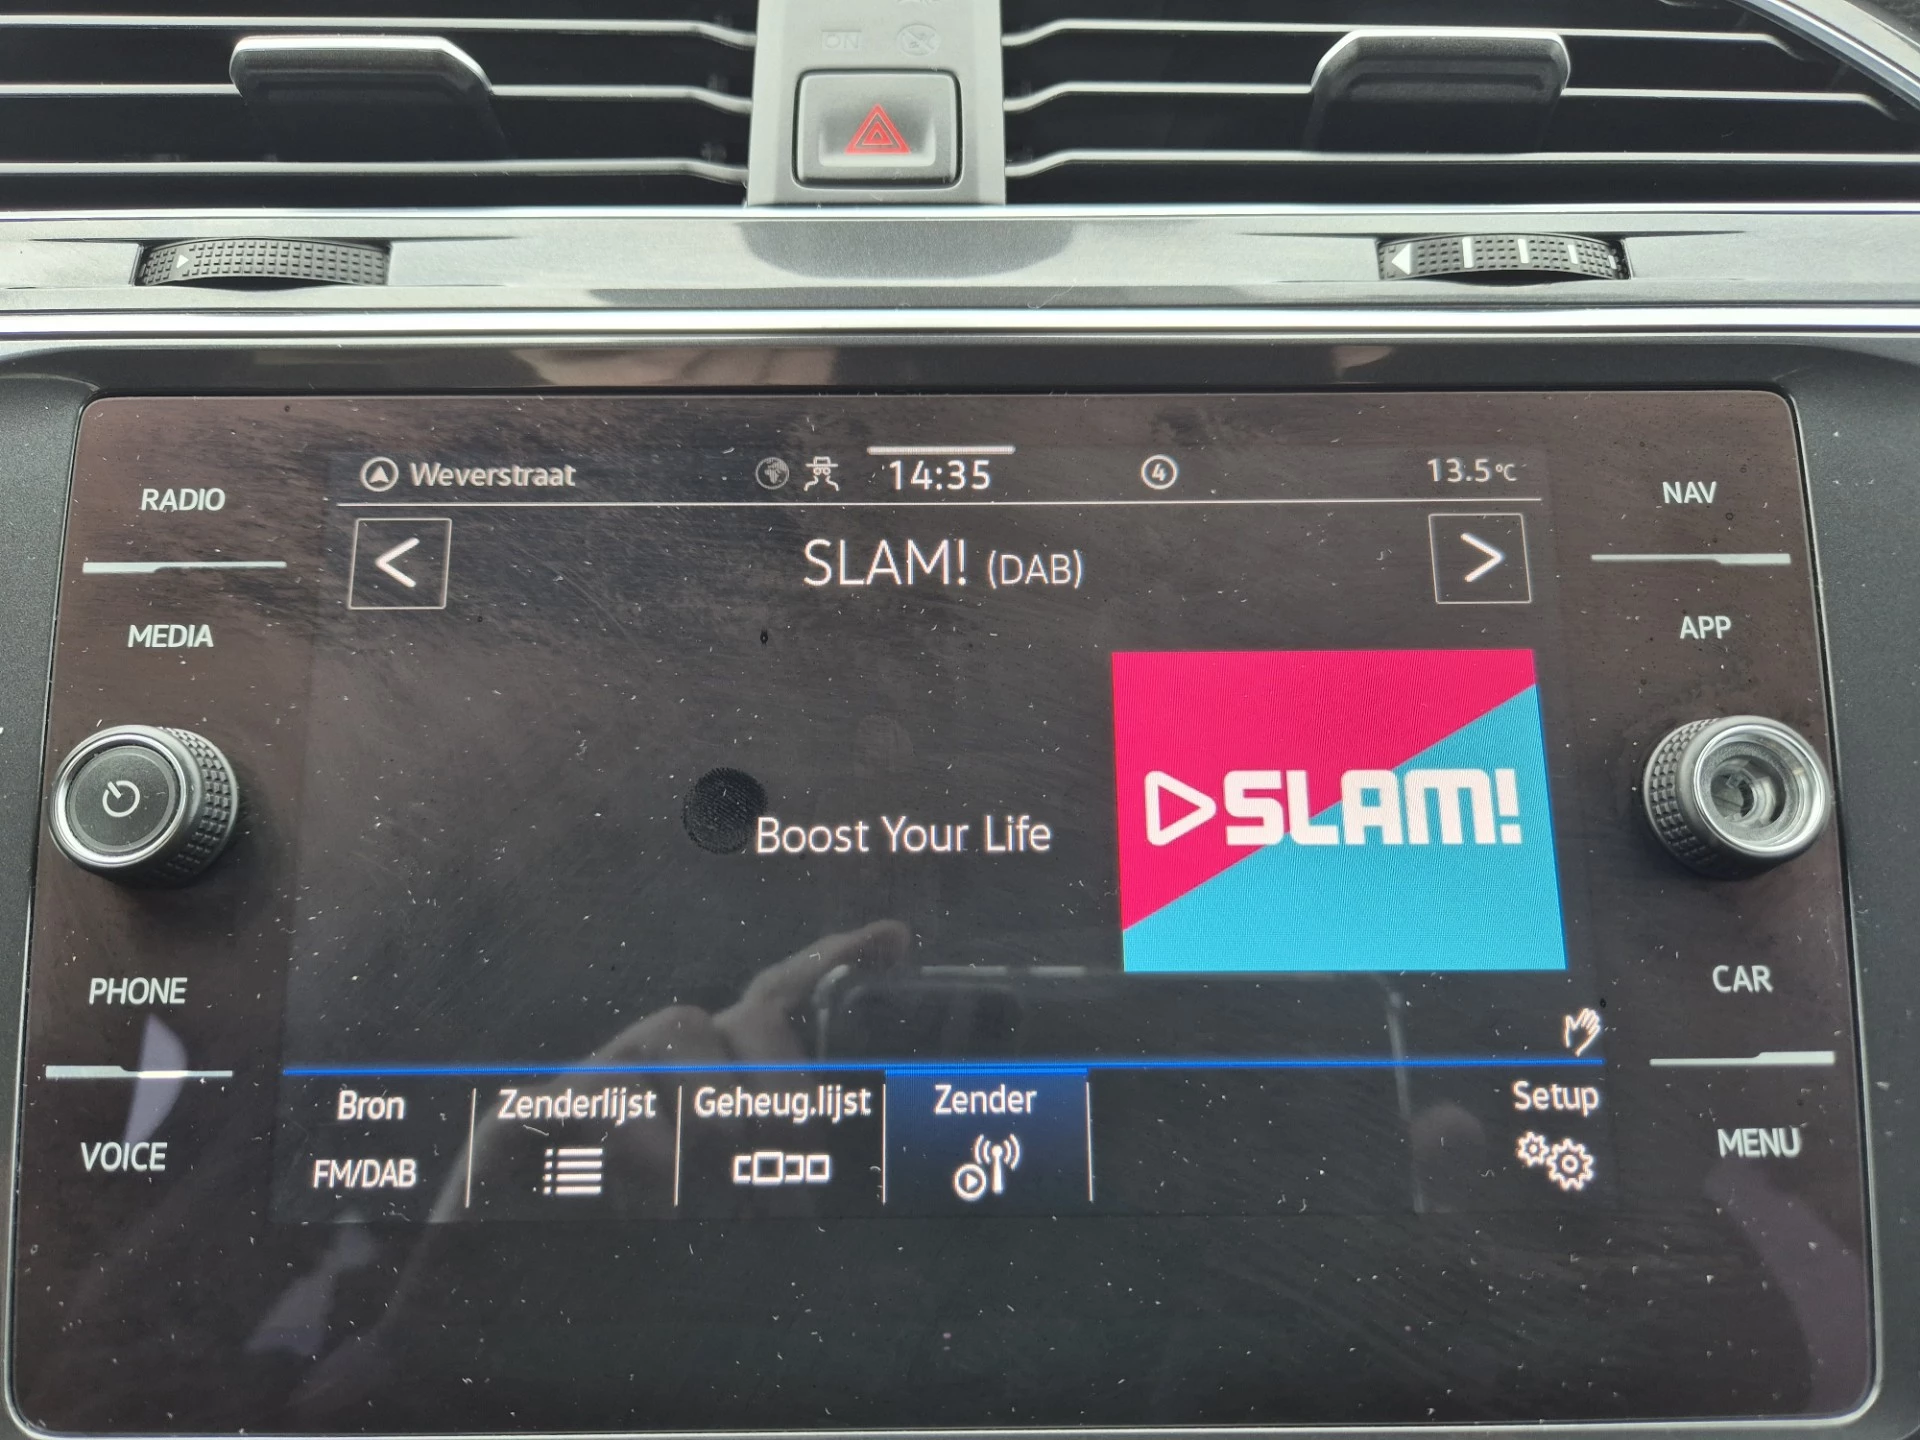 ON
Weverstraat 14:35 4 13.5°C
RADIO
NAV
SLAM! (DAB)
MEDIA
APP
SLAM!
Boost Your Life
PHONE
CAR
Bron Zenderlijst Geheug.lijst Zender Setup
FM/DAB
VOICE
MENU